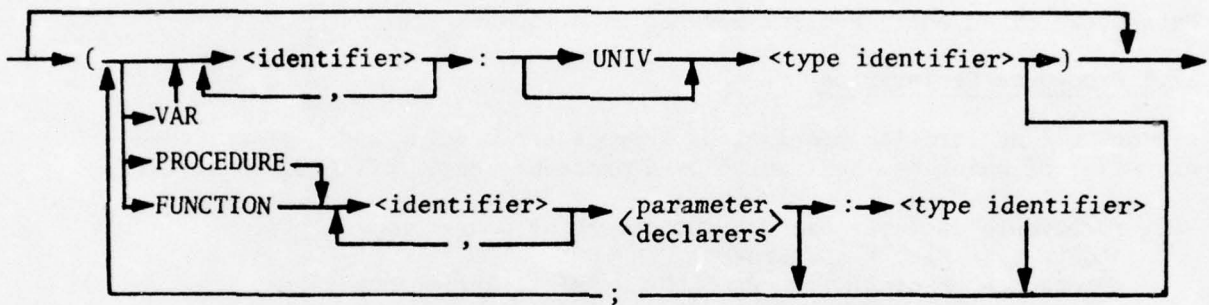 ( <identifier> : UNIV <type identifier> )
,
VAR
PROCEDURE
FUNCTION <identifier> <parameter declarers> : <type identifier>
,
;